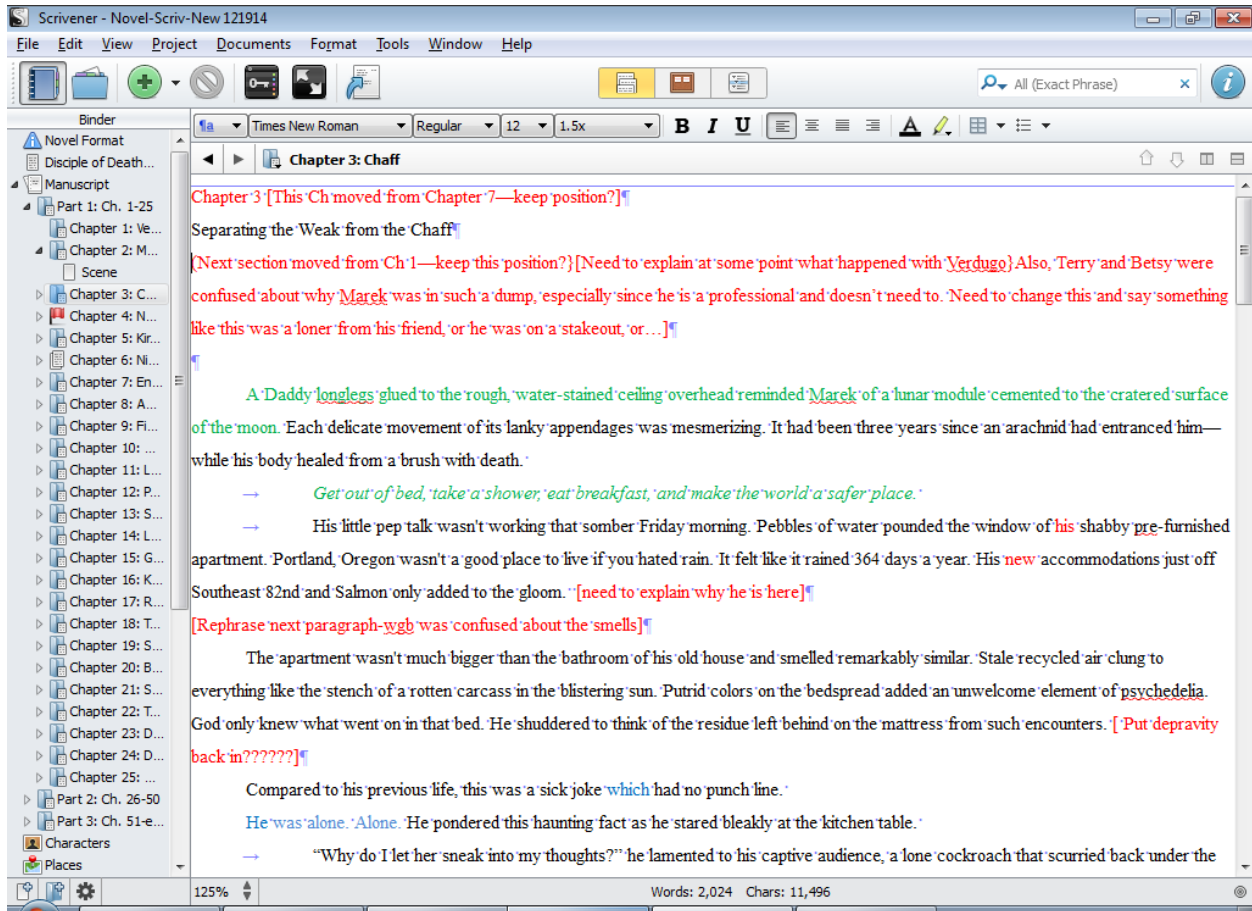 Scrivener - Novel-Scriv-New 121914
File Edit View Project Documents Format Tools Window Help
All (Exact Phrase)
Binder
Times New Roman Regular 12 1.5x B I U A
Novel Format
Disciple of Death...
Manuscript
Part 1: Ch. 1-25
Chapter 1: Ve...
Chapter 2: M...
Scene
Chapter 3: C...
Chapter 4: N...
Chapter 5: Kir...
Chapter 6: Ni...
Chapter 7: En...
Chapter 8: A...
Chapter 9: Fi...
Chapter 10: ...
Chapter 11: L...
Chapter 12: P...
Chapter 13: S...
Chapter 14: L...
Chapter 15: G...
Chapter 16: K...
Chapter 17: R...
Chapter 18: T...
Chapter 19: S...
Chapter 20: B...
Chapter 21: S...
Chapter 22: T...
Chapter 23: D...
Chapter 24: D...
Chapter 25: ...
Part 2: Ch. 26-50
Part 3: Ch. 51-e...
Characters
Places
Chapter 3: Chaff
Chapter 3 [This Ch moved from Chapter 7—keep position?]¶
Separating the Weak from the Chaff¶
(Next section moved from Ch 1—keep this position?}[Need to explain at some point what happened with Verdugo}Also, Terry and Betsy were
confused about why Marek was in such a dump, especially since he is a professional and doesn't need to. Need to change this and say something
like this was a loner from his friend, or he was on a stakeout, or…]¶
¶
A Daddy longlegs glued to the rough, water-stained ceiling overhead reminded Marek of a lunar module cemented to the cratered surface
of the moon. Each delicate movement of its lanky appendages was mesmerizing. It had been three years since an arachnid had entranced him—
while his body healed from a brush with death.
→ Get out of bed, take a shower, eat breakfast, and make the world a safer place.
→ His little pep talk wasn't working that somber Friday morning. Pebbles of water pounded the window of his shabby pre-furnished
apartment. Portland, Oregon wasn't a good place to live if you hated rain. It felt like it rained 364 days a year. His new accommodations just off
Southeast 82nd and Salmon only added to the gloom. [need to explain why he is here]¶
[Rephrase next paragraph-wgb was confused about the smells]¶
The apartment wasn't much bigger than the bathroom of his old house and smelled remarkably similar. Stale recycled air clung to
everything like the stench of a rotten carcass in the blistering sun. Putrid colors on the bedspread added an unwelcome element of psychedelia.
God only knew what went on in that bed. He shuddered to think of the residue left behind on the mattress from such encounters. [ Put depravity
back in??????]¶
Compared to his previous life, this was a sick joke which had no punch line.
He was alone. Alone. He pondered this haunting fact as he stared bleakly at the kitchen table.
→ “Why do I let her sneak into my thoughts?” he lamented to his captive audience, a lone cockroach that scurried back under the
125% Words: 2,024 Chars: 11,496